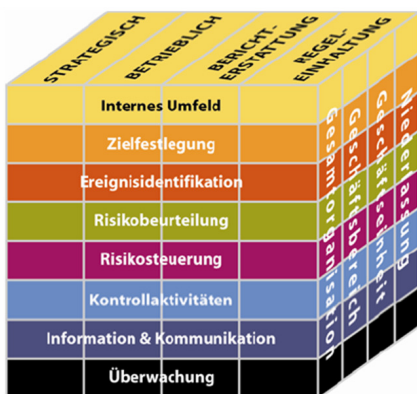 STRATEGISCH
BETRIEBLICH
BERICHT-
ERSTATTUNG
REGEL-
EINHALTUNG
Internes Umfeld
Zielfestlegung
Ereignisidentifikation
Risikobeurteilung
Risikosteuerung
Kontrollaktivitäten
Information & Kommunikation
Überwachung
Gesamtorganisation
Geschäftsbereich
Geschäftseinheit
Niederlassung